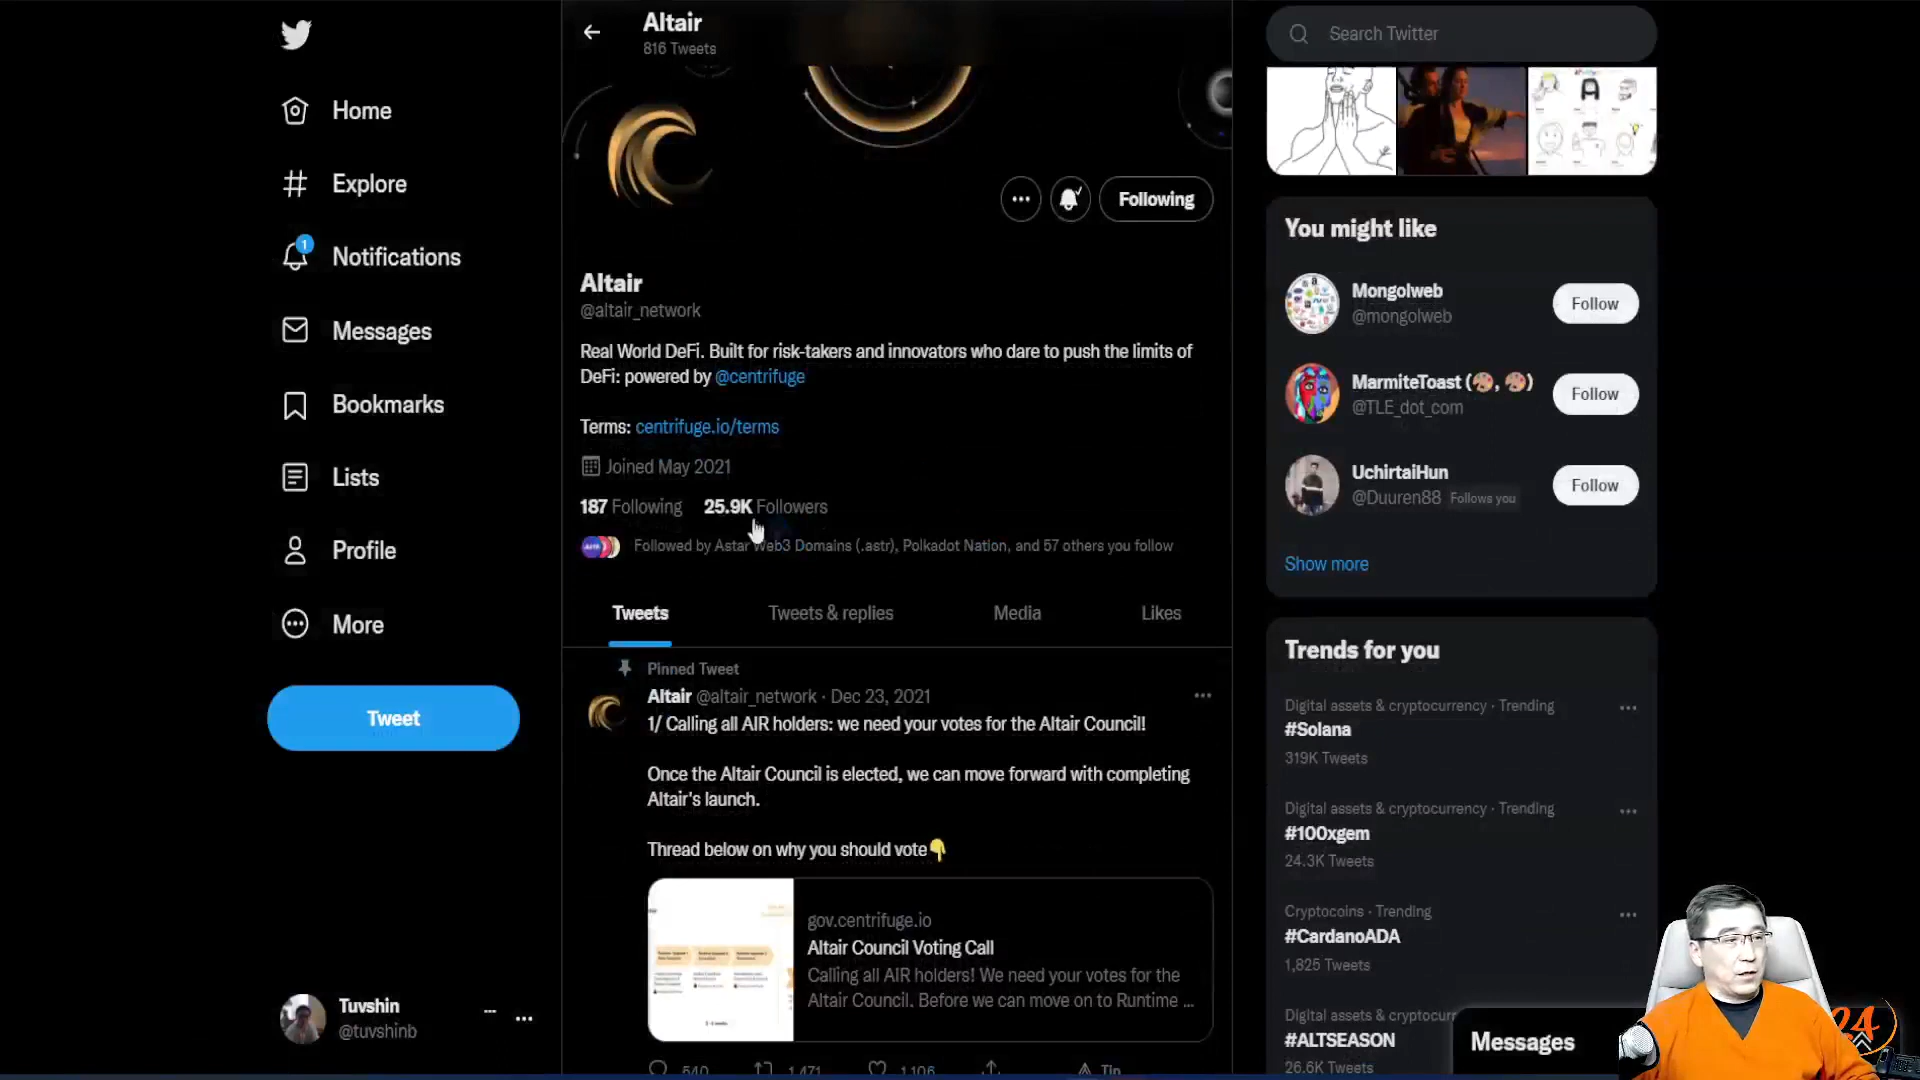 Altair
816 Tweets
Search Twitter
Home
Explore
1
Notifications
Messages
Bookmarks
Lists
Profile
More
Tweet
Tuvshin
@tuvshinb
Following
Altair
@altair_network
Real World DeFi. Built for risk-takers and innovators who dare to push the limits of
DeFi: powered by @centrifuge
Terms: centrifuge.io/terms
Joined May 2021
187 Following 25.9K Followers
Followed by Astar Web3 Domains (.astr), Polkadot Nation, and 57 others you follow
Tweets Tweets & replies Media Likes
Pinned Tweet
Altair @altair_network · Dec 23, 2021
1/ Calling all AIR holders: we need your votes for the Altair Council!
Once the Altair Council is elected, we can move forward with completing
Altair's launch.
Thread below on why you should vote👇
gov.centrifuge.io
Altair Council Voting Call
Calling all AIR holders! We need your votes for the
Altair Council. Before we can move on to Runtime ...
540 1,471 1,106 Tip
You might like
Mongolweb
@mongolweb
Follow
MarmiteToast (🎨, 🎨)
@TLE_dot_com
Follow
UchirtaiHun
@Duuren88 Follows you
Follow
Show more
Trends for you
Digital assets & cryptocurrency · Trending
#Solana
319K Tweets
Digital assets & cryptocurrency · Trending
#100xgem
24.3K Tweets
Cryptocoins · Trending
#CardanoADA
1,825 Tweets
Digital assets &
#ALTSEASON
26.6K Tweets
Messages
24